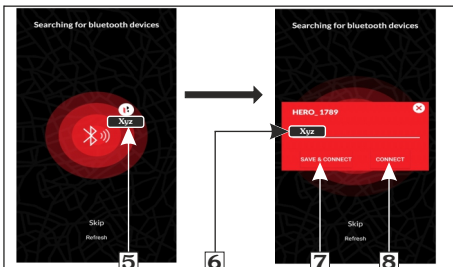 Searching for bluetooth devices
Xyz
Skip
Refresh
5
6
Searching for bluetooth devices
HERO_1789
Xyz
SAVE & CONNECT
CONNECT
Skip
Refresh
7
8